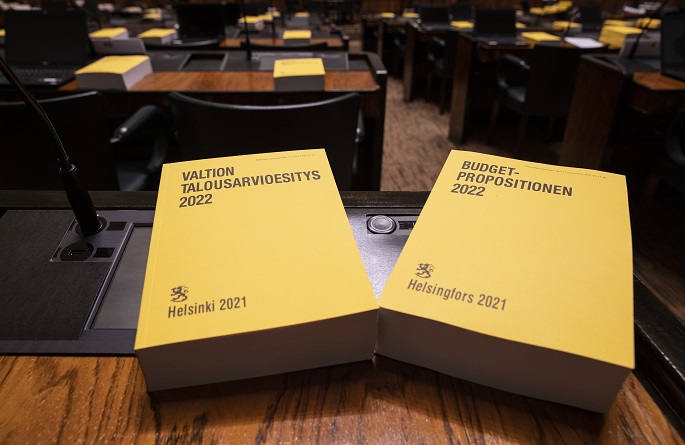 VALTION
TALOUSARVIOESITYS
2022
Helsinki 2021
BUDGET-
PROPOSITIONEN
2022
Helsingfors 2021